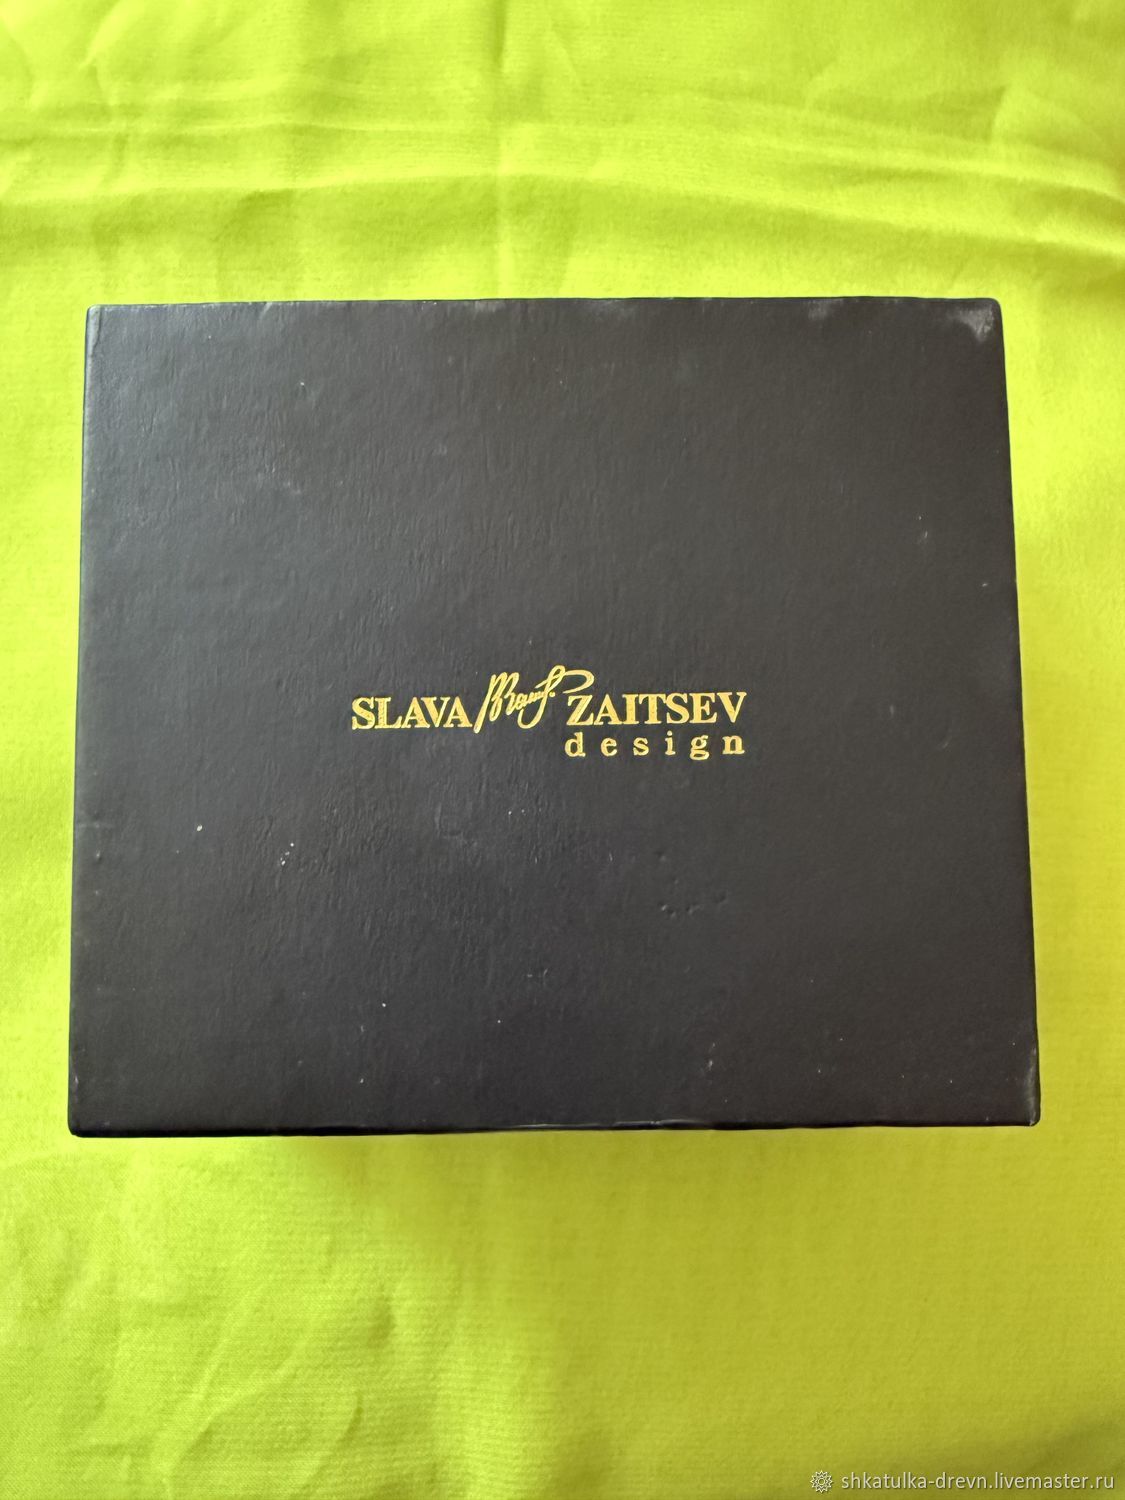 SLAVA ZAITSEV
design
shkatulka-drevn.livemaster.ru